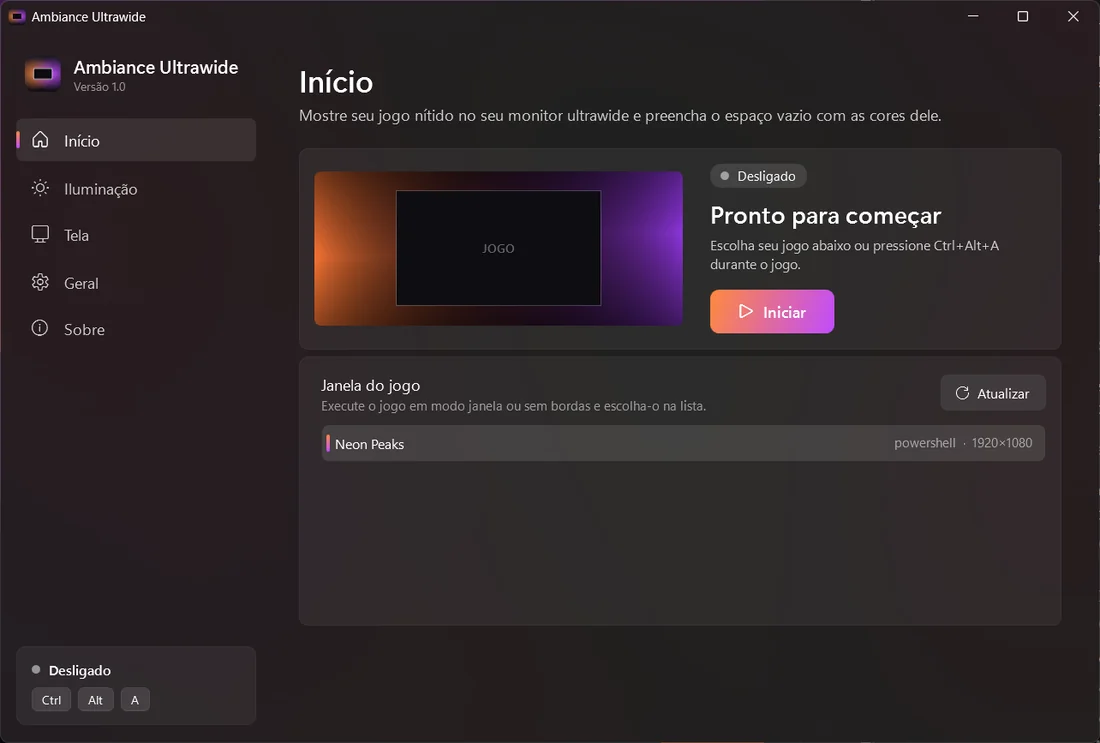 Ambiance Ultrawide
Ambiance Ultrawide
Versão 1.0
Início
Iluminação
Tela
Geral
Sobre
Desligado
Ctrl Alt A
Início
Mostre seu jogo nítido no seu monitor ultrawide e preencha o espaço vazio com as cores dele.
JOGO
Desligado
Pronto para começar
Escolha seu jogo abaixo ou pressione Ctrl+Alt+A
durante o jogo.
Iniciar
Janela do jogo
Execute o jogo em modo janela ou sem bordas e escolha-o na lista.
Atualizar
Neon Peaks powershell · 1920×1080